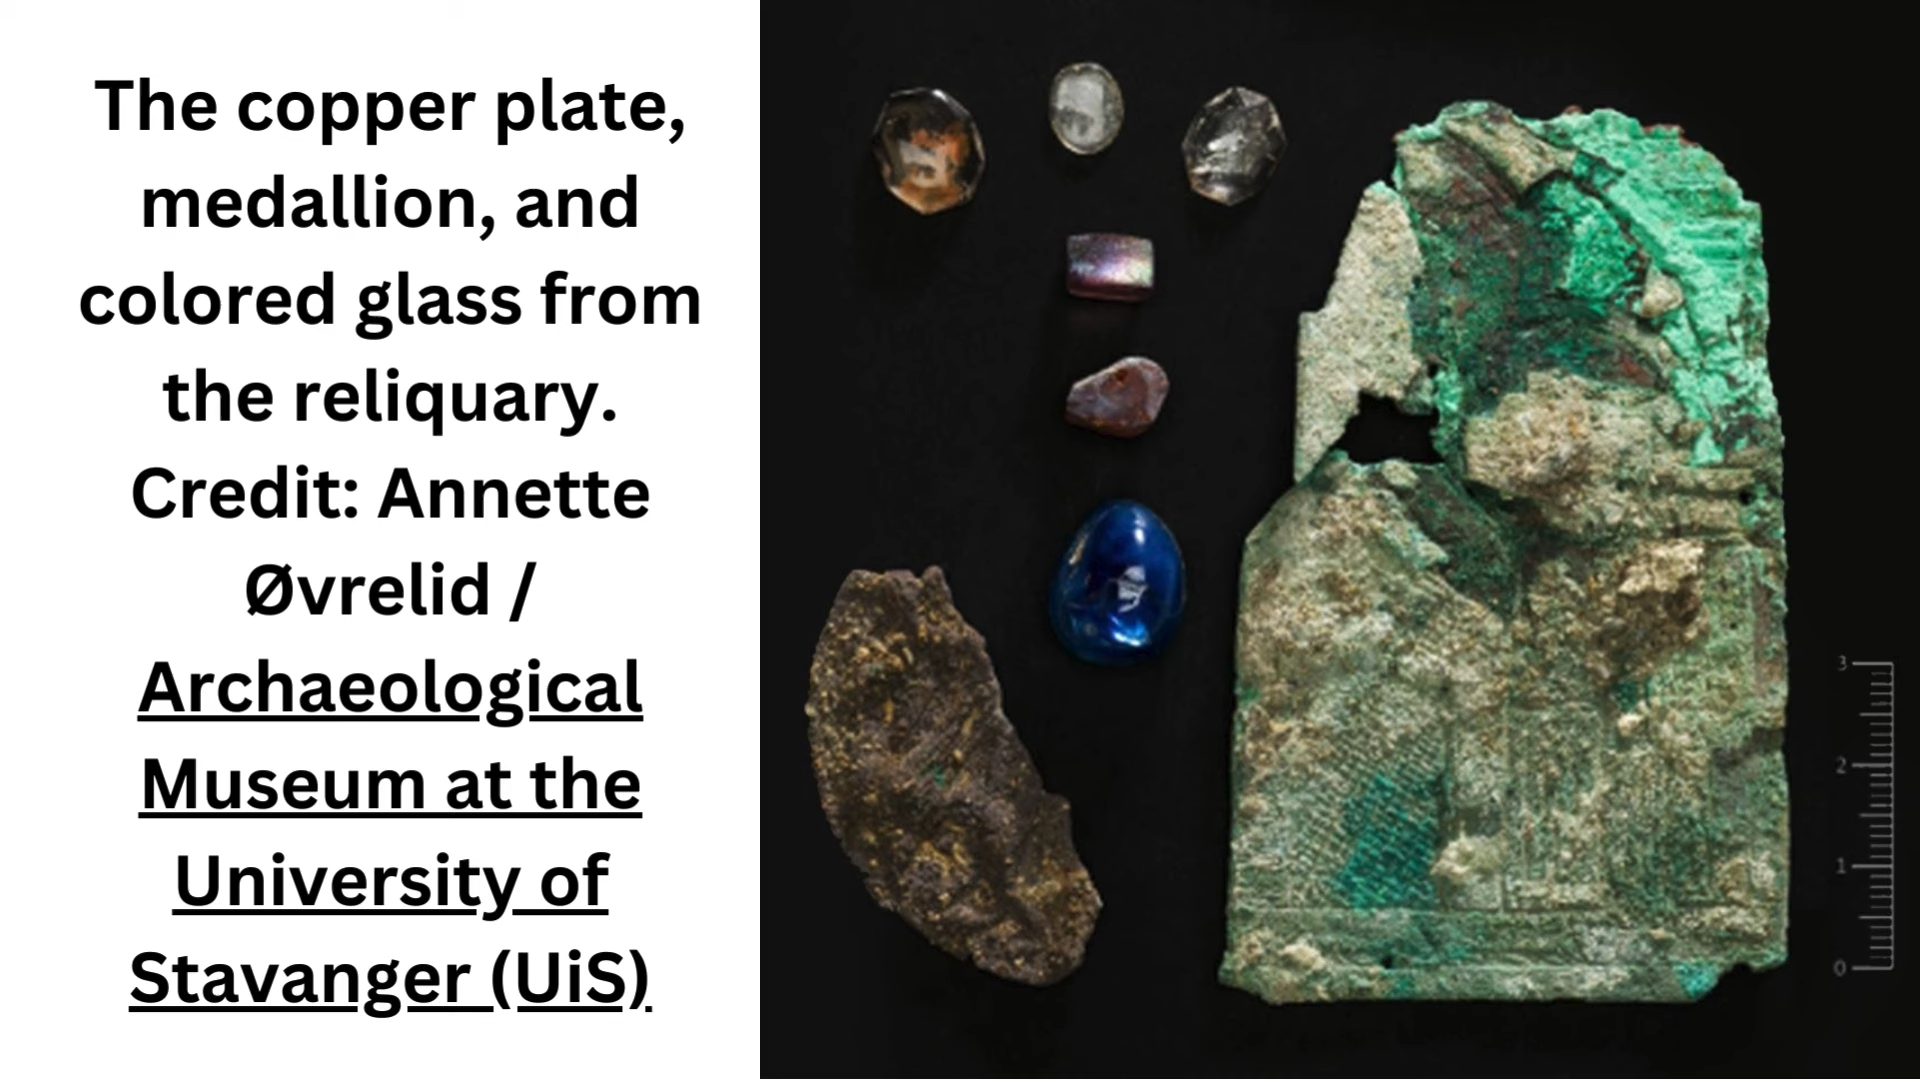 The copper plate,
medallion, and
colored glass from
the reliquary.
Credit: Annette
Øvrelid /
Archaeological
Museum at the
University of
Stavanger (UiS)
3
2
1
0